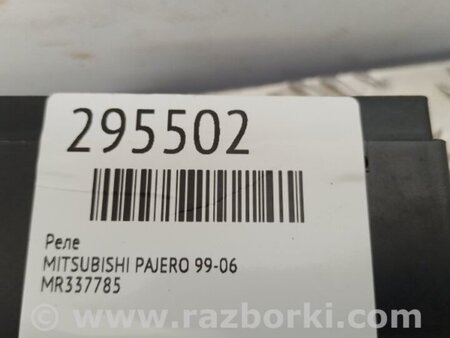 295502
Реле
MITSUBISHI PAJERO 99-06
MR337785
www.razborki.com